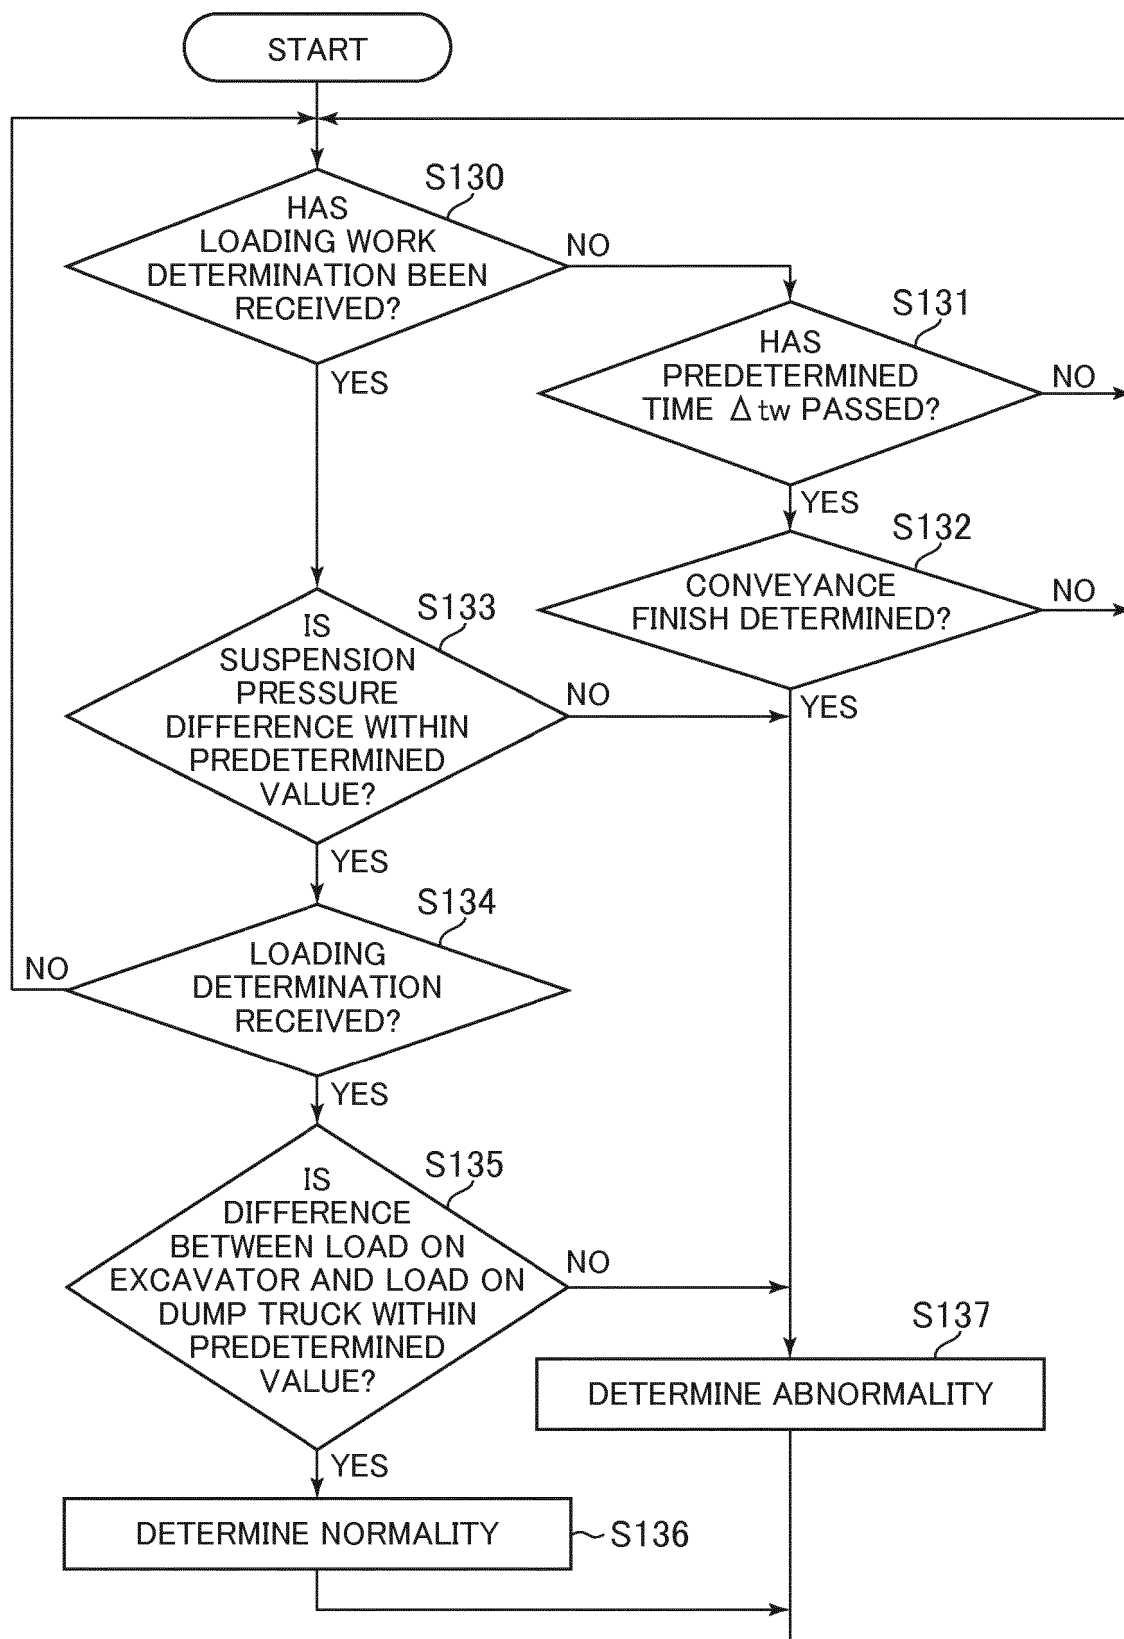 START
S130
HAS
LOADING WORK
DETERMINATION BEEN
RECEIVED?
NO
YES
S131
HAS
PREDETERMINED
TIME Δtw PASSED?
NO
YES
S132
CONVEYANCE
FINISH DETERMINED?
NO
YES
S133
IS
SUSPENSION
PRESSURE
DIFFERENCE WITHIN
PREDETERMINED
VALUE?
NO
YES
S134
LOADING
DETERMINATION
RECEIVED?
NO
YES
S135
IS
DIFFERENCE
BETWEEN LOAD ON
EXCAVATOR AND LOAD ON
DUMP TRUCK WITHIN
PREDETERMINED
VALUE?
NO
YES
S137
DETERMINE ABNORMALITY
DETERMINE NORMALITY
S136